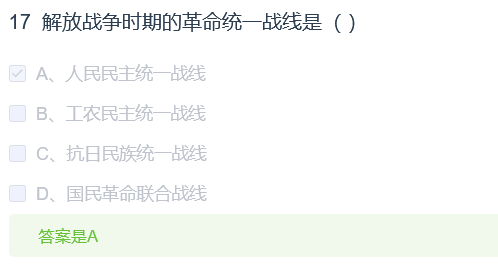 17 解放战争时期的革命统一战线是（ ）
A、人民民主统一战线
B、工农民主统一战线
C、抗日民族统一战线
D、国民革命联合战线
答案是A